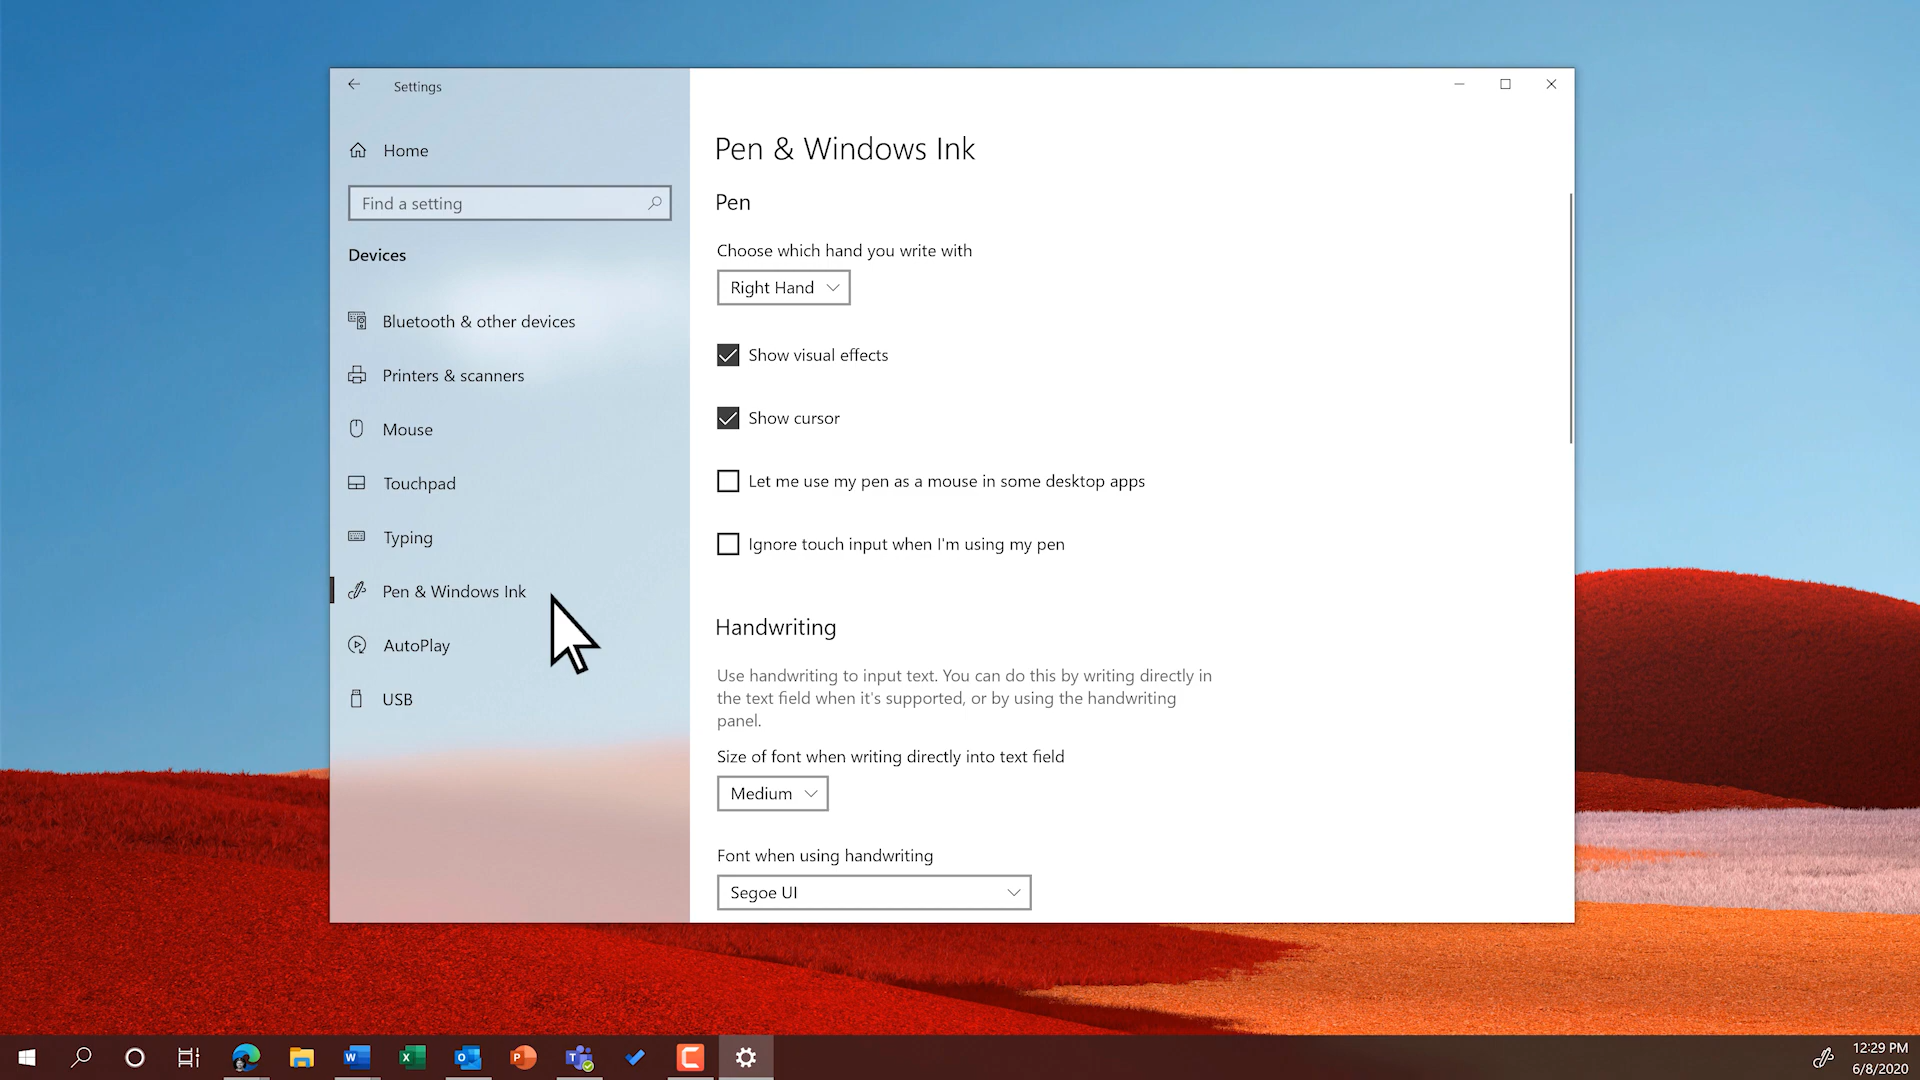 Settings
Home
Find a setting
Devices
Bluetooth & other devices
Printers & scanners
Mouse
Touchpad
Typing
Pen & Windows Ink
AutoPlay
USB
Pen & Windows Ink
Pen
Choose which hand you write with
Right Hand
Show visual effects
Show cursor
Let me use my pen as a mouse in some desktop apps
Ignore touch input when I'm using my pen
Handwriting
Use handwriting to input text. You can do this by writing directly in
the text field when it's supported, or by using the handwriting
panel.
Size of font when writing directly into text field
Medium
Font when using handwriting
Segoe UI
12:29 PM
6/8/2020